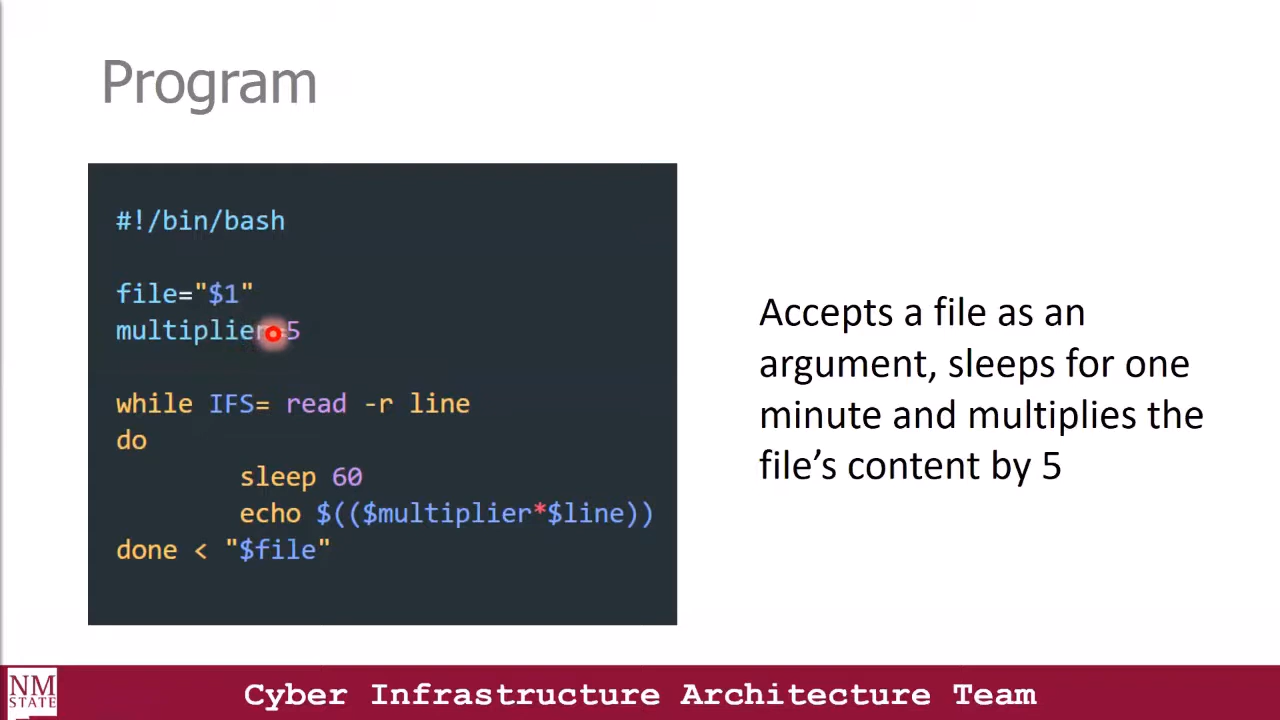 Program
#!/bin/bash
file="$1"
multiplier=5
while IFS= read -r line
do
sleep 60
echo $(($multiplier*$line))
done < "$file"
Accepts a file as an
argument, sleeps for one
minute and multiplies the
file’s content by 5
NM
STATE
Cyber Infrastructure Architecture Team